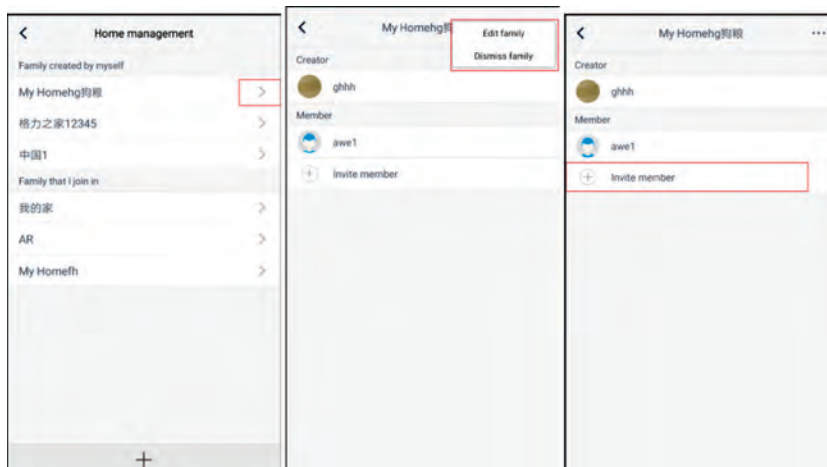 Home management
Family created by myself
My Homehg狗粮
格力之家12345
中国1
Family that I join in
我的家
AR
My Homefh
My Homehg狗
Edit family
Dismiss family
Creator
ghhh
Member
awe1
Invite member
My Homehg狗粮
Creator
ghhh
Member
awe1
Invite member